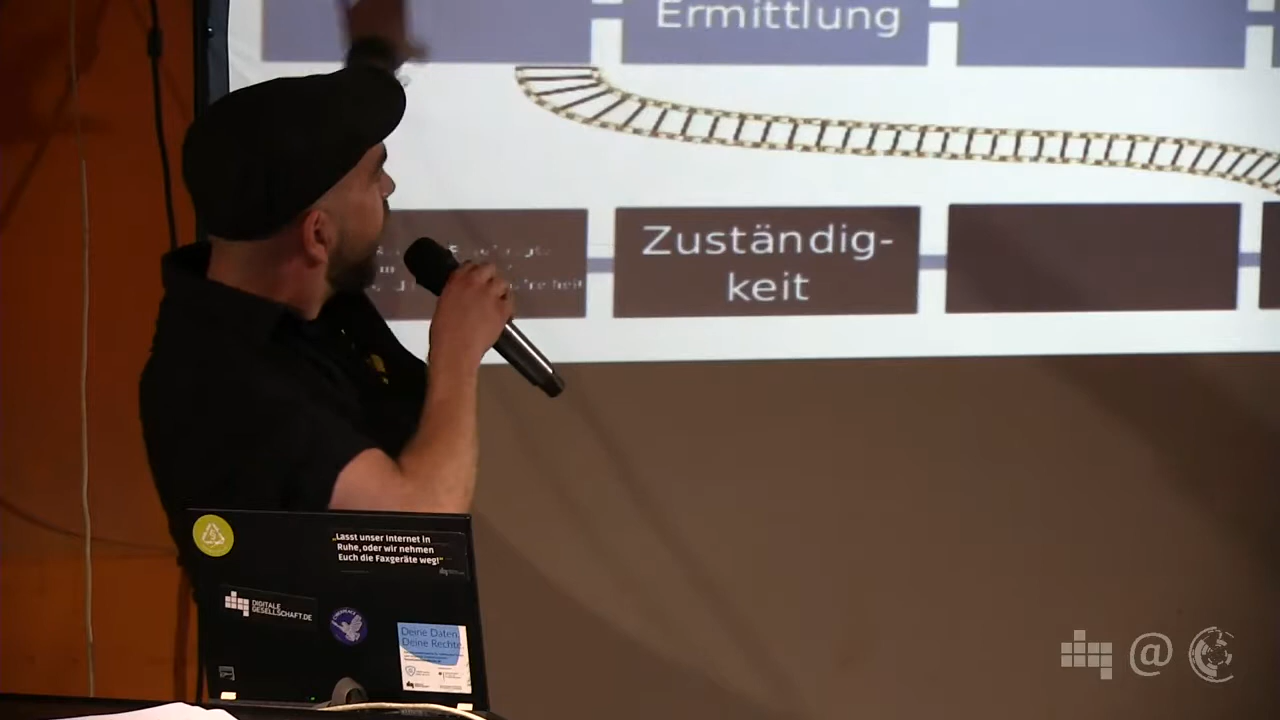 Ermittlung
Zuständig-
keit
„Lasst unser Internet in
Ruhe, oder wir nehmen
Euch die Faxgeräte weg!"
DIGITALE
GESELLSCHAFT.DE
Deine Daten.
Deine Rechte.
@